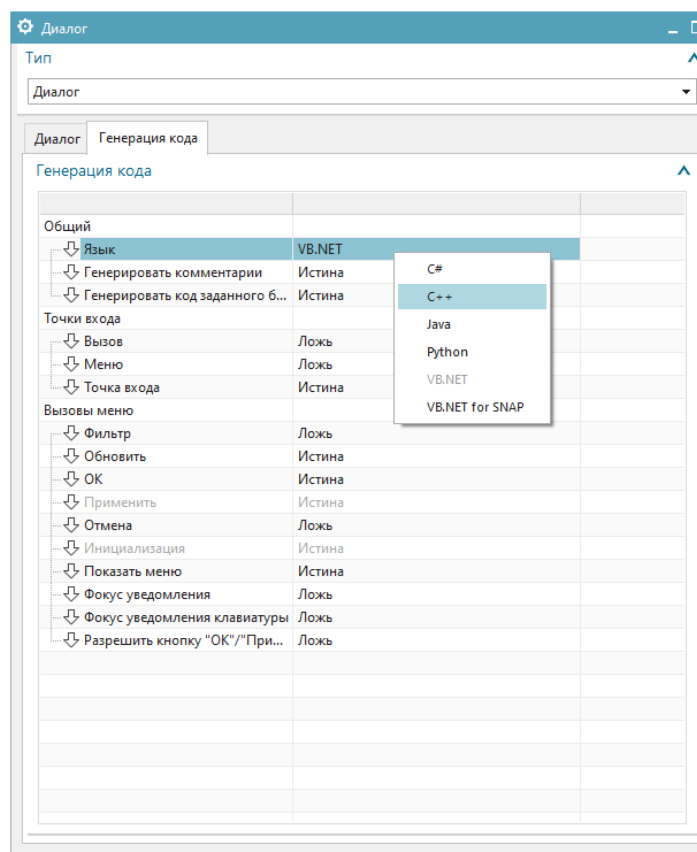 Диалог
Тип
Диалог
Диалог Генерация кода
Генерация кода
Общий
Язык VB.NET
Генерировать комментарии Истина
Генерировать код заданного б... Истина
Точки входа
Вызов Ложь
Меню Ложь
Точка входа Истина
Вызовы меню
Фильтр Ложь
Обновить Истина
ОК Истина
Применить Истина
Отмена Ложь
Инициализация Истина
Показать меню Истина
Фокус уведомления Ложь
Фокус уведомления клавиатуры Ложь
Разрешить кнопку "ОК"/"При... Ложь
C#
C++
Java
Python
VB.NET
VB.NET for SNAP